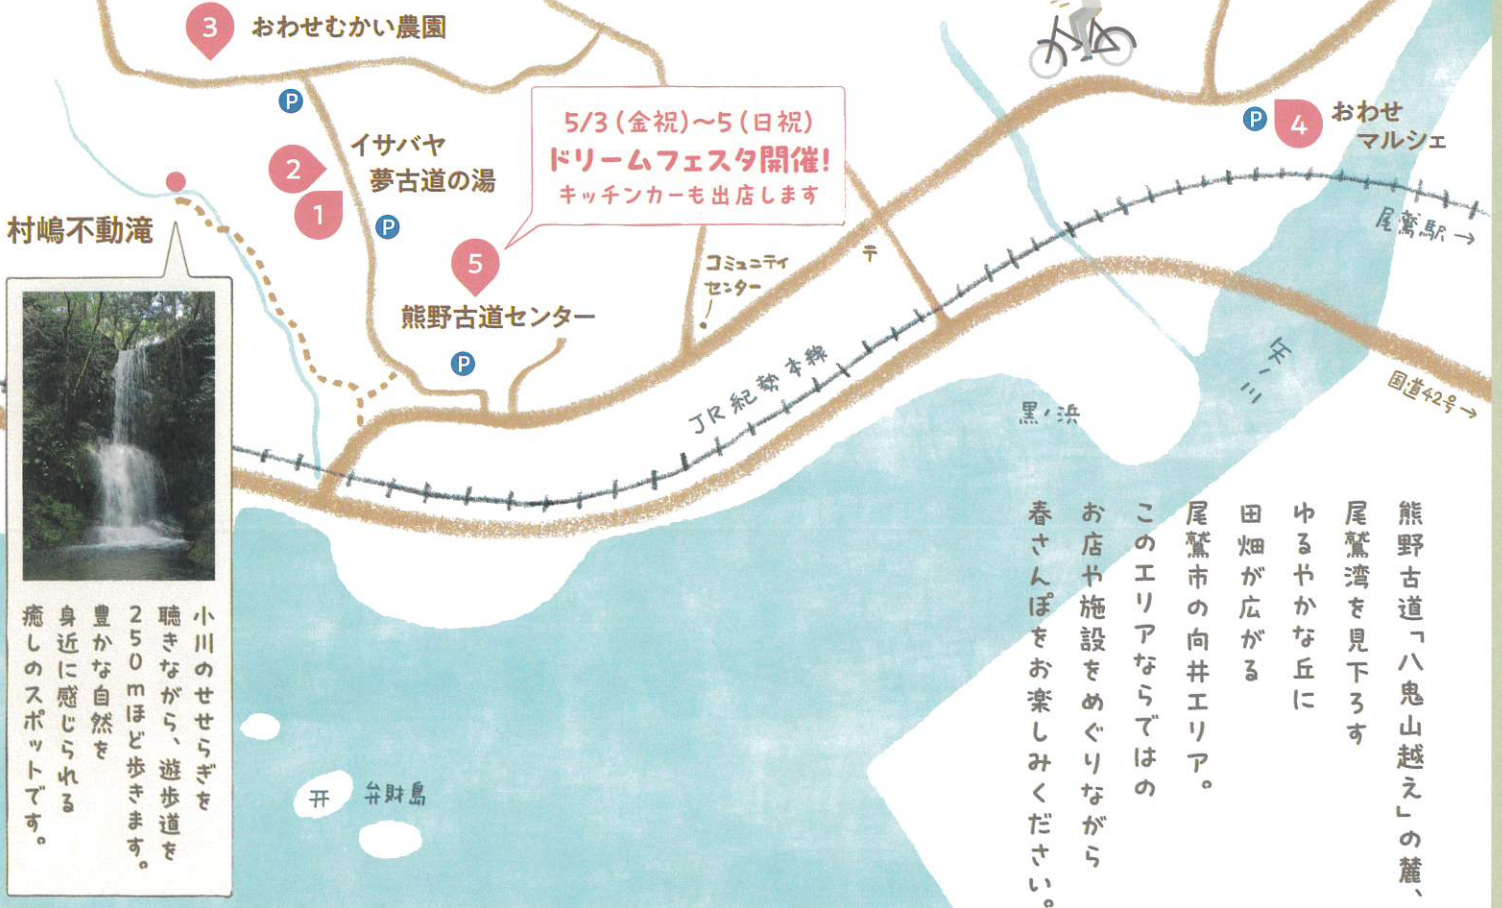 3 おわせむかい農園
P
2 イサバヤ
1 夢古道の湯
P
5/3(金祝)〜5(日祝)
ドリームフェスタ開催!
キッチンカーも出店します
P 4 おわせ
マルシェ
尾鷲駅→
村嶋不動滝
5
熊野古道センター
P
コミュニティ
センター
〒
JR紀勢本線
矢ノ川
国道42号→
黒ノ浜
弁財島
熊野古道「八鬼山越え」の麓、
尾鷲湾を見下ろす
ゆるやかな丘に
田畑が広がる
尾鷲市の向井エリア。
このエリアならではの
お店や施設をめぐりながら
春さんぽをお楽しみください。
小川のせせらぎを
聴きながら、遊歩道を
250mほど歩きます。
豊かな自然を
身近に感じられる
癒しのスポットです。